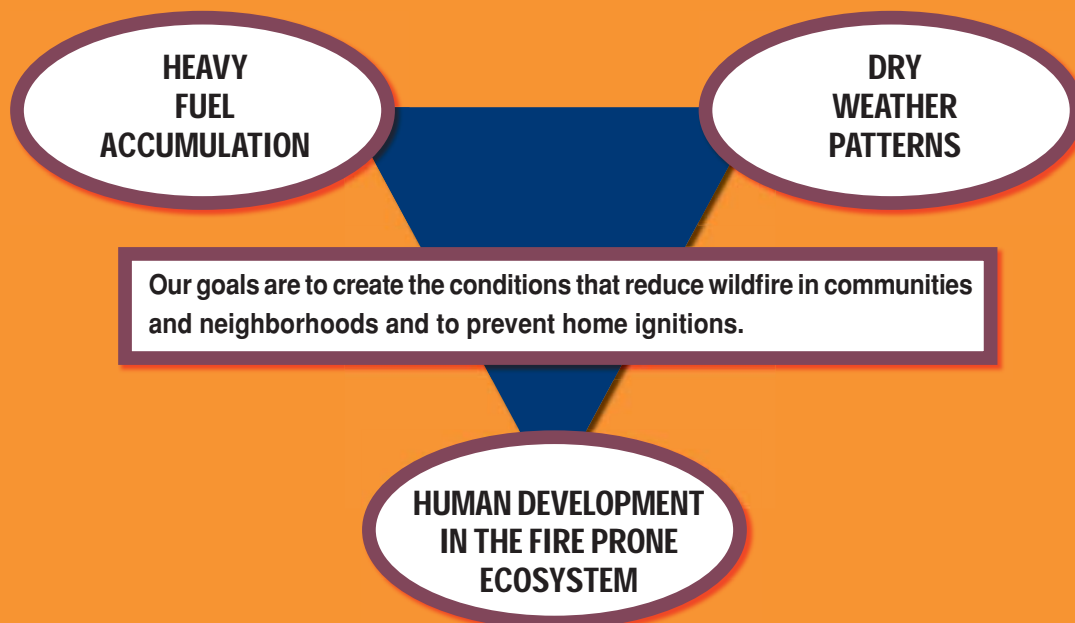 HEAVY
FUEL
ACCUMULATION
DRY
WEATHER
PATTERNS
Our goals are to create the conditions that reduce wildfire in communities
and neighborhoods and to prevent home ignitions.
HUMAN DEVELOPMENT
IN THE FIRE PRONE
ECOSYSTEM